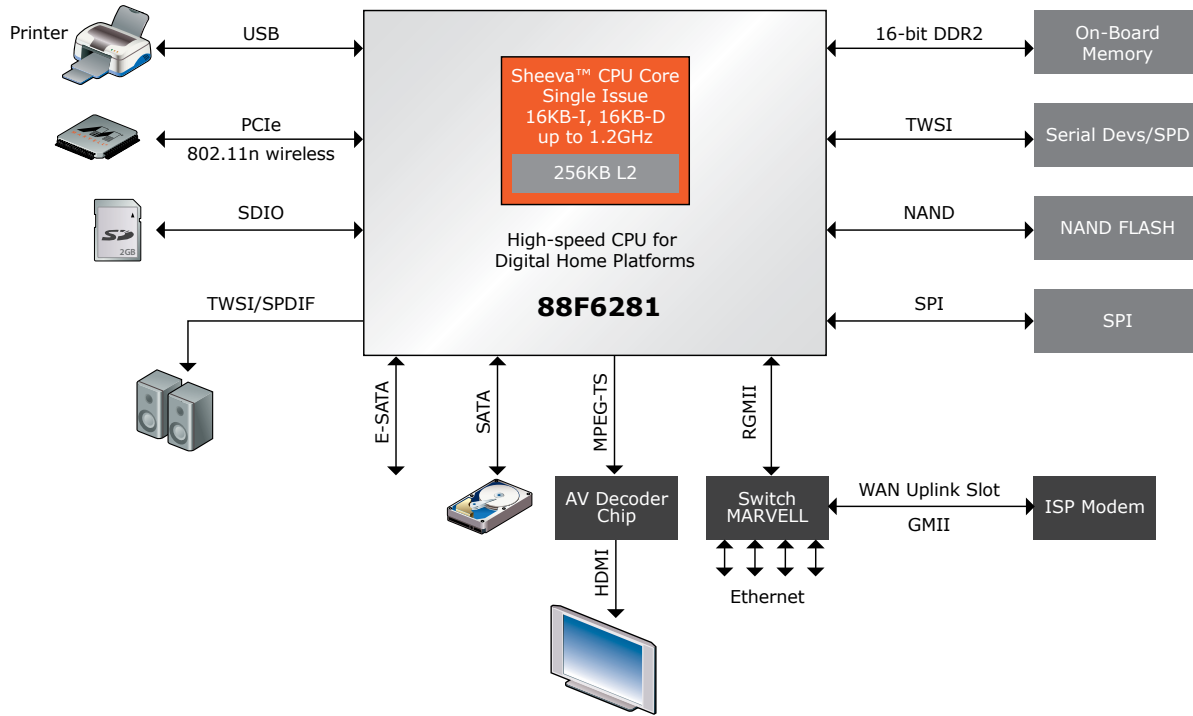 Printer
USB
PCIe
802.11n wireless
SDIO
2GB
TWSI/SPDIF
Sheeva™ CPU Core
Single Issue
16KB-I, 16KB-D
up to 1.2GHz
256KB L2
High-speed CPU for
Digital Home Platforms
88F6281
16-bit DDR2
On-Board
Memory
TWSI
Serial Devs/SPD
NAND
NAND FLASH
SPI
SPI
E-SATA
SATA
MPEG-TS
RGMII
AV Decoder
Chip
Switch
MARVELL
WAN Uplink Slot
GMII
ISP Modem
HDMI
Ethernet